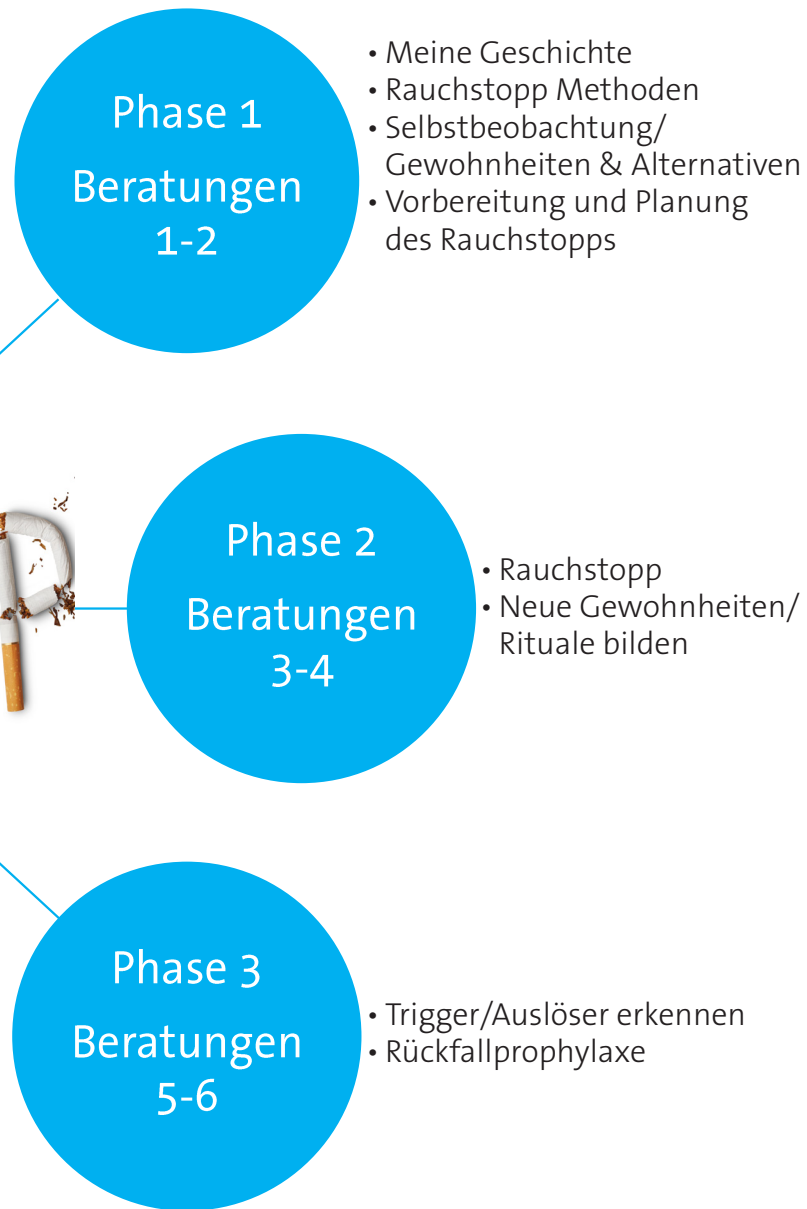 Phase 1
Beratungen
1-2
• Meine Geschichte
• Rauchstopp Methoden
• Selbstbeobachtung/
Gewohnheiten & Alternativen
• Vorbereitung und Planung
des Rauchstopps
Phase 2
Beratungen
3-4
• Rauchstopp
• Neue Gewohnheiten/
Rituale bilden
Phase 3
Beratungen
5-6
• Trigger/Auslöser erkennen
• Rückfallprophylaxe